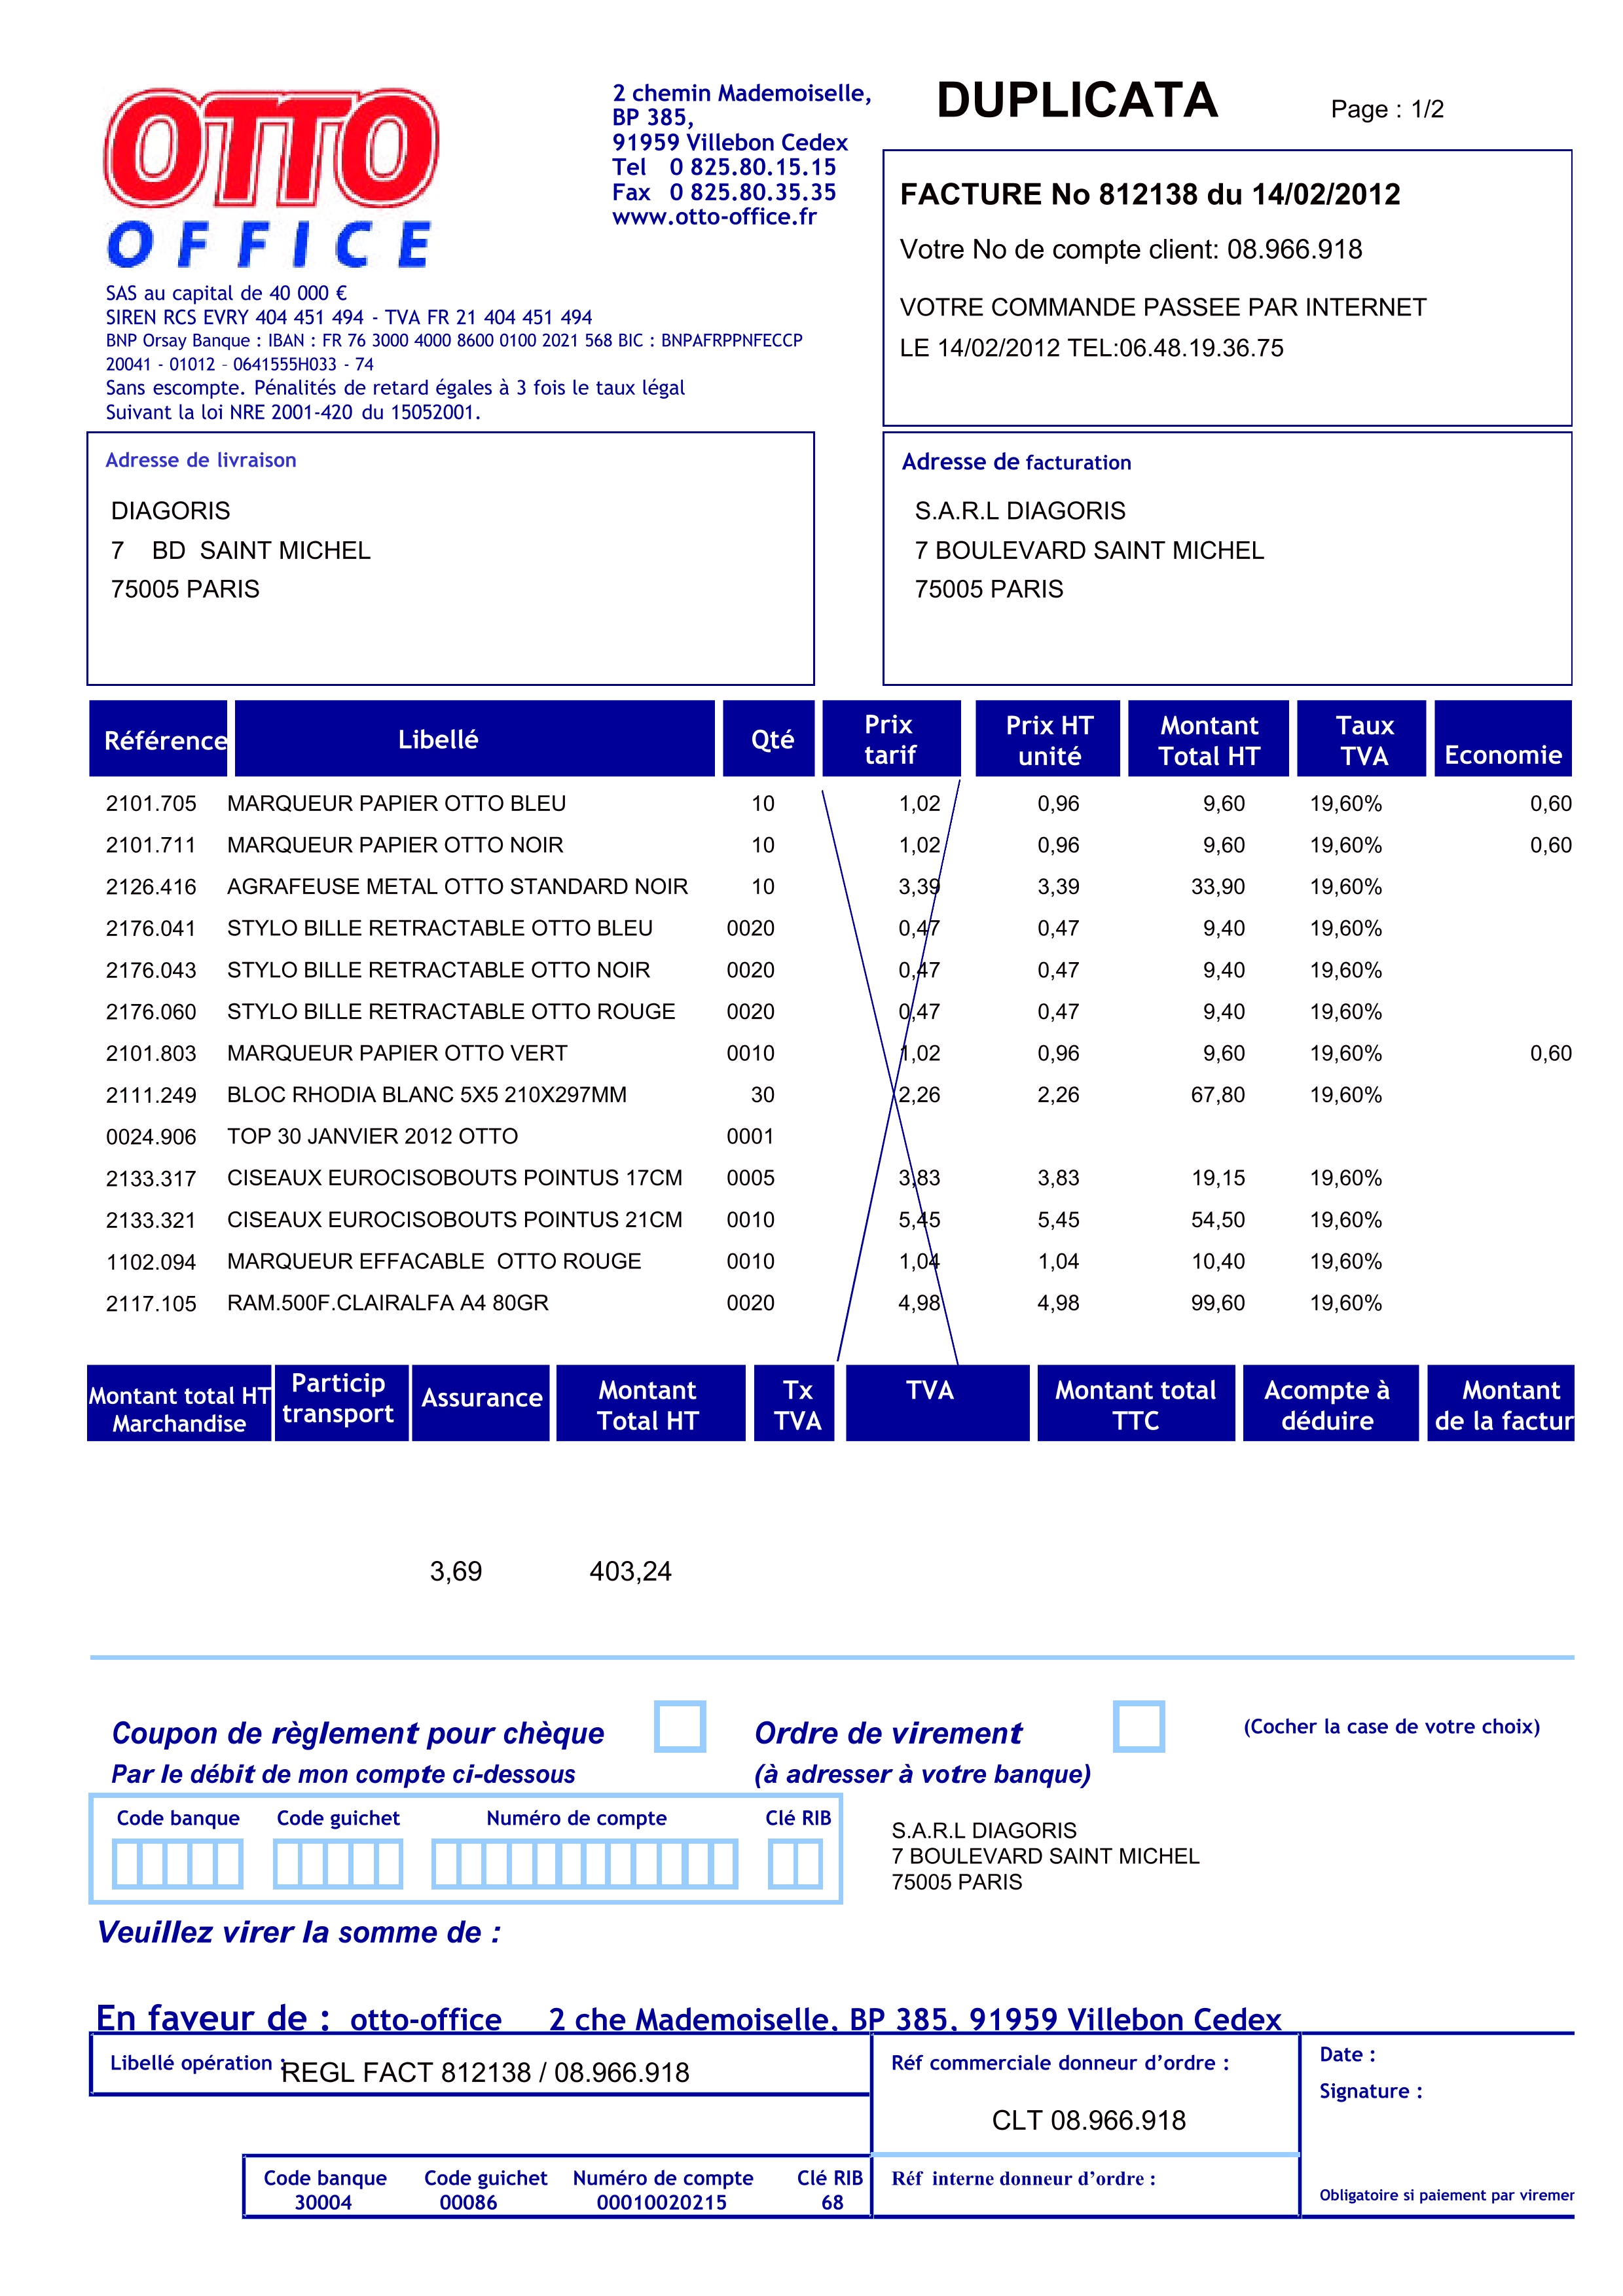 OTTO
OFFICE
2 chemin Mademoiselle,
BP 385,
91959 Villebon Cedex
Tel 0 825.80.15.15
Fax 0 825.80.35.35
www.otto-office.fr
DUPLICATA
Page : 1/2
FACTURE No 812138 du 14/02/2012
Votre No de compte client: 08.966.918
VOTRE COMMANDE PASSEE PAR INTERNET
LE 14/02/2012 TEL:06.48.19.36.75
SAS au capital de 40 000 €
SIREN RCS EVRY 404 451 494 - TVA FR 21 404 451 494
BNP Orsay Banque : IBAN : FR 76 3000 4000 8600 0100 2021 568 BIC : BNPAFRPPNFECCP
20041 - 01012 - 0641555H033 - 74
Sans escompte. Pénalités de retard égales à 3 fois le taux légal
Suivant la loi NRE 2001-420 du 15052001.
Adresse de livraison
DIAGORIS
7 BD SAINT MICHEL
75005 PARIS
Adresse de facturation
S.A.R.L DIAGORIS
7 BOULEVARD SAINT MICHEL
75005 PARIS
Référence Libellé Qté Prix tarif Prix HT unité Montant Total HT Taux TVA Economie
2101.705 MARQUEUR PAPIER OTTO BLEU 10 1,02 0,96 9,60 19,60% 0,60
2101.711 MARQUEUR PAPIER OTTO NOIR 10 1,02 0,96 9,60 19,60% 0,60
2126.416 AGRAFEUSE METAL OTTO STANDARD NOIR 10 3,39 3,39 33,90 19,60%
2176.041 STYLO BILLE RETRACTABLE OTTO BLEU 0020 0,47 0,47 9,40 19,60%
2176.043 STYLO BILLE RETRACTABLE OTTO NOIR 0020 0,47 0,47 9,40 19,60%
2176.060 STYLO BILLE RETRACTABLE OTTO ROUGE 0020 0,47 0,47 9,40 19,60%
2101.803 MARQUEUR PAPIER OTTO VERT 0010 1,02 0,96 9,60 19,60% 0,60
2111.249 BLOC RHODIA BLANC 5X5 210X297MM 30 2,26 2,26 67,80 19,60%
0024.906 TOP 30 JANVIER 2012 OTTO 0001
2133.317 CISEAUX EUROCISOBOUTS POINTUS 17CM 0005 3,83 3,83 19,15 19,60%
2133.321 CISEAUX EUROCISOBOUTS POINTUS 21CM 0010 5,45 5,45 54,50 19,60%
1102.094 MARQUEUR EFFACABLE OTTO ROUGE 0010 1,04 1,04 10,40 19,60%
2117.105 RAM.500F.CLAIRALFA A4 80GR 0020 4,98 4,98 99,60 19,60%
Montant total HT Marchandise Particip transport Assurance Montant Total HT Tx TVA TVA Montant total TTC Acompte à déduire Montant de la factur
3,69 403,24
Coupon de règlement pour chèque
Par le débit de mon compte ci-dessous
Ordre de virement
(à adresser à votre banque)
(Cocher la case de votre choix)
Code banque Code guichet Numéro de compte Clé RIB
S.A.R.L DIAGORIS
7 BOULEVARD SAINT MICHEL
75005 PARIS
Veuillez virer la somme de :
En faveur de : otto-office 2 che Mademoiselle, BP 385, 91959 Villebon Cedex
Libellé opération : REGL FACT 812138 / 08.966.918
Réf commerciale donneur d'ordre :
CLT 08.966.918
Date :
Signature :
Code banque Code guichet Numéro de compte Clé RIB
30004 00086 00010020215 68
Réf interne donneur d'ordre :
Obligatoire si paiement par viremer